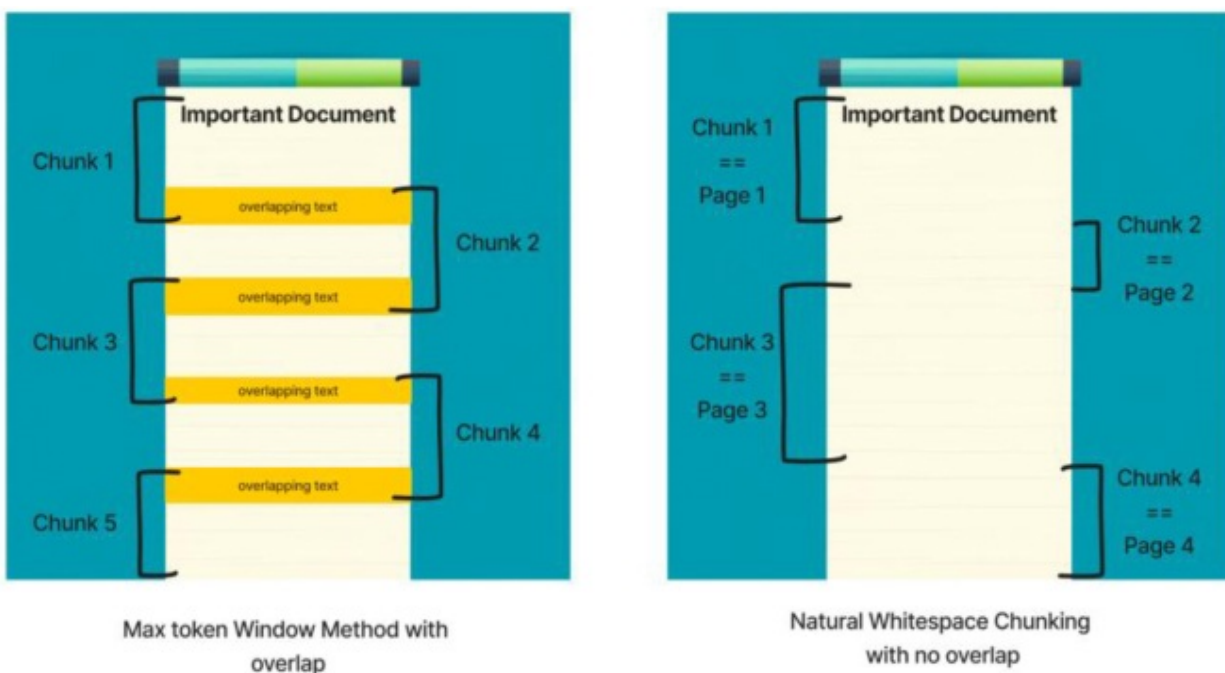 Important Document
Chunk 1
overlapping text
Chunk 2
overlapping text
Chunk 3
overlapping text
Chunk 4
overlapping text
Chunk 5
Max token Window Method with
overlap
Important Document
Chunk 1
==
Page 1
Chunk 2
==
Page 2
Chunk 3
==
Page 3
Chunk 4
==
Page 4
Natural Whitespace Chunking
with no overlap